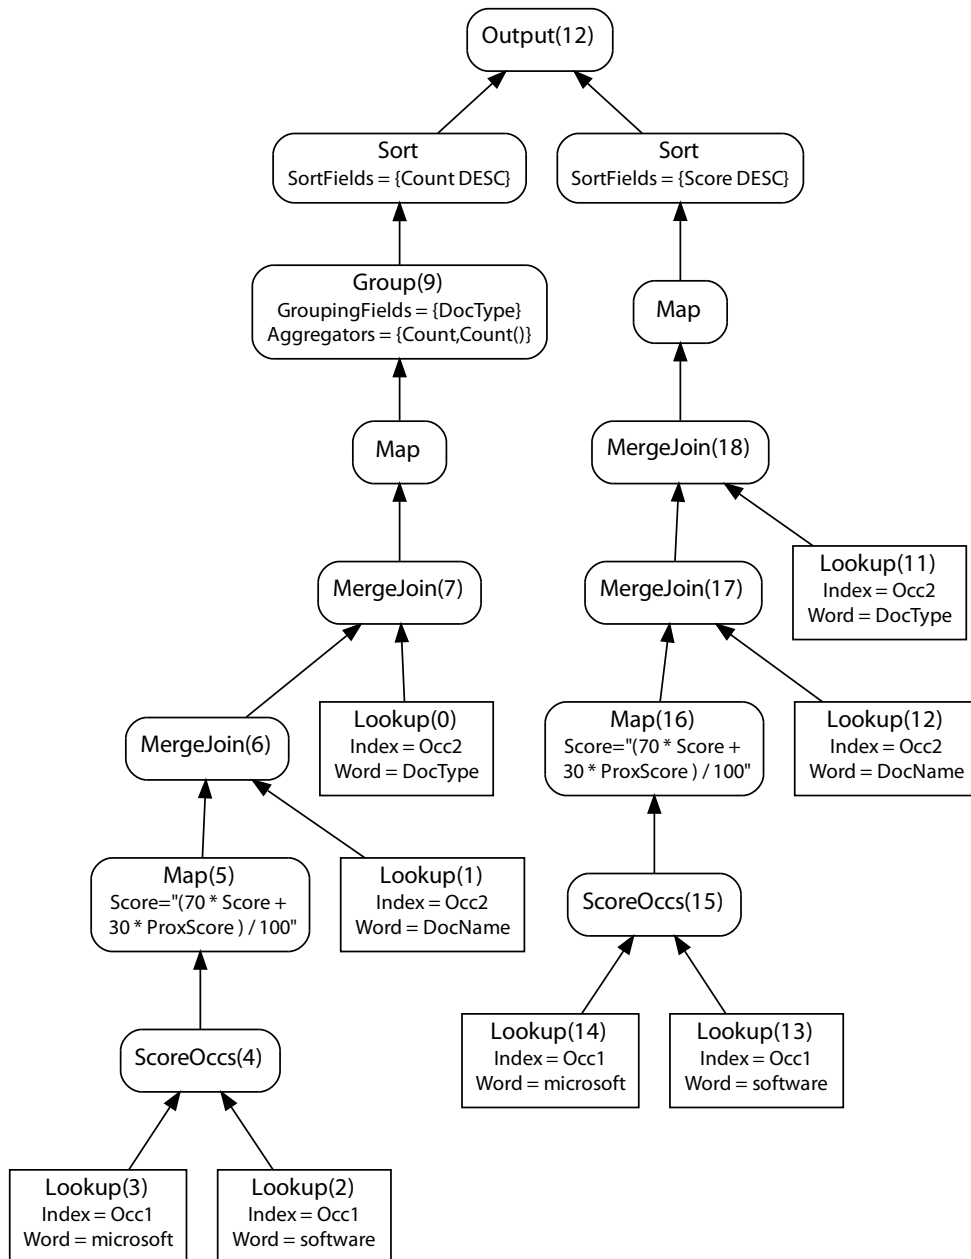 Output(12)
Sort
SortFields = {Count DESC}
Sort
SortFields = {Score DESC}
Group(9)
GroupingFields = {DocType}
Aggregators = {Count,Count()}
Map
Map
MergeJoin(18)
MergeJoin(7)
MergeJoin(17)
Lookup(11)
Index = Occ2
Word = DocType
MergeJoin(6)
Lookup(0)
Index = Occ2
Word = DocType
Map(16)
Score="(70 * Score +
30 * ProxScore ) / 100"
Lookup(12)
Index = Occ2
Word = DocName
Map(5)
Score="(70 * Score +
30 * ProxScore ) / 100"
Lookup(1)
Index = Occ2
Word = DocName
ScoreOccs(15)
ScoreOccs(4)
Lookup(14)
Index = Occ1
Word = microsoft
Lookup(13)
Index = Occ1
Word = software
Lookup(3)
Index = Occ1
Word = microsoft
Lookup(2)
Index = Occ1
Word = software